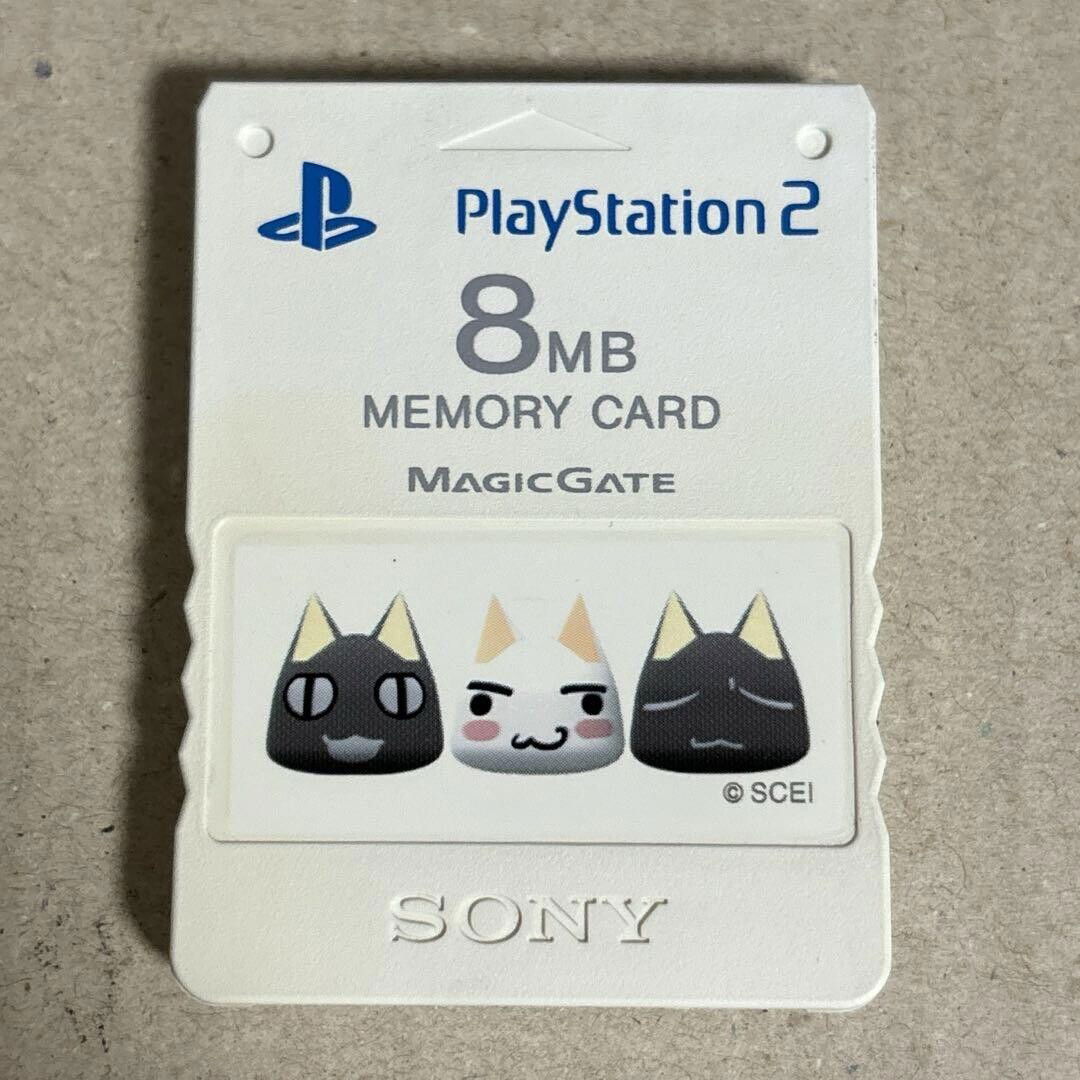 PlayStation 2
8MB
MEMORY CARD
MAGICGATE
© SCEI
SONY